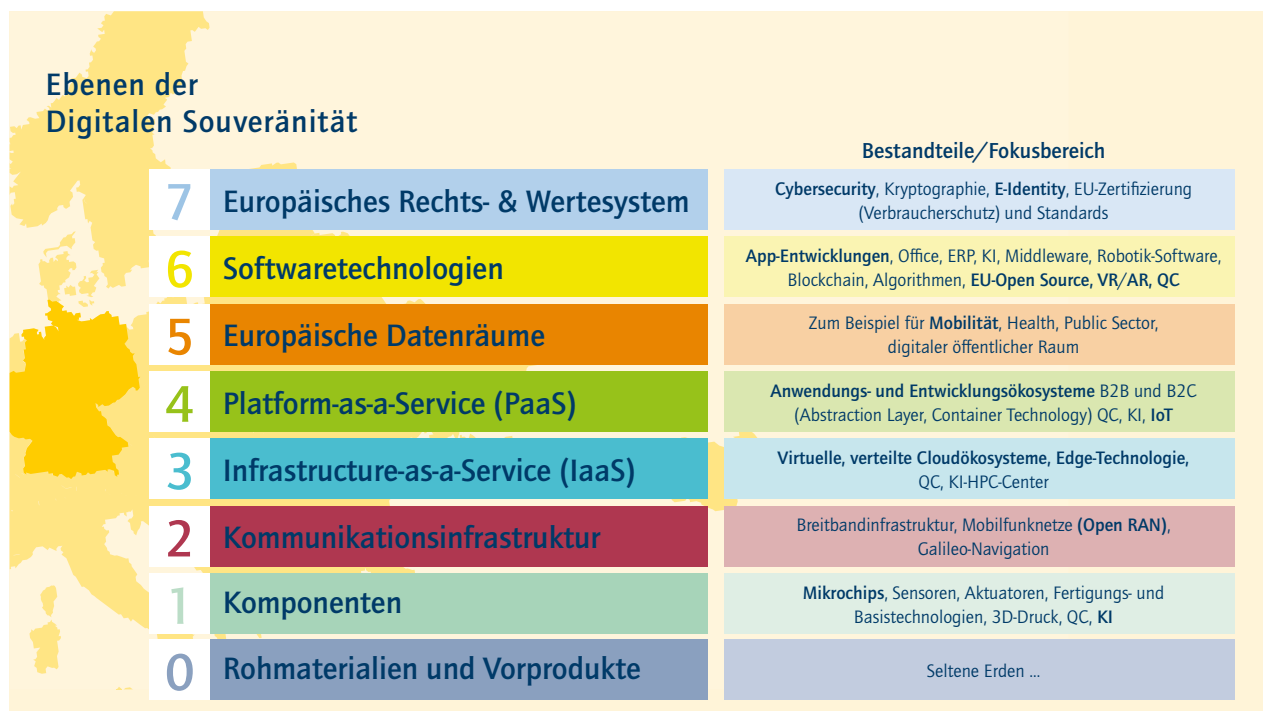 Ebenen der
Digitalen Souveränität
Bestandteile/Fokusbereich
7
Europäisches Rechts- & Wertesystem
Cybersecurity, Kryptographie, E-Identity, EU-Zertifizierung
(Verbraucherschutz) und Standards
6
Softwaretechnologien
App-Entwicklungen, Office, ERP, KI, Middleware, Robotik-Software,
Blockchain, Algorithmen, EU-Open Source, VR/AR, QC
5
Europäische Datenräume
Zum Beispiel für Mobilität, Health, Public Sector,
digitaler öffentlicher Raum
4
Platform-as-a-Service (PaaS)
Anwendungs- und Entwicklungsökosysteme B2B und B2C
(Abstraction Layer, Container Technology) QC, KI, IoT
3
Infrastructure-as-a-Service (IaaS)
Virtuelle, verteilte Cloudökosysteme, Edge-Technologie,
QC, KI-HPC-Center
2
Kommunikationsinfrastruktur
Breitbandinfrastruktur, Mobilfunknetze (Open RAN),
Galileo-Navigation
1
Komponenten
Mikrochips, Sensoren, Aktuatoren, Fertigungs- und
Basistechnologien, 3D-Druck, QC, KI
0
Rohmaterialien und Vorprodukte
Seltene Erden ...